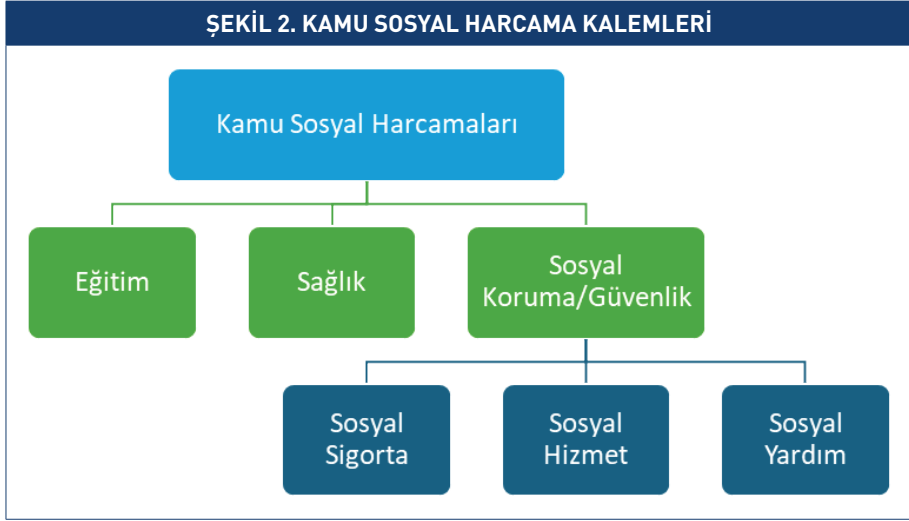 ŞEKİL 2. KAMU SOSYAL HARCAMA KALEMLERİ
Kamu Sosyal Harcamaları
Eğitim
Sağlık
Sosyal
Koruma/Güvenlik
Sosyal
Sigorta
Sosyal
Hizmet
Sosyal
Yardım